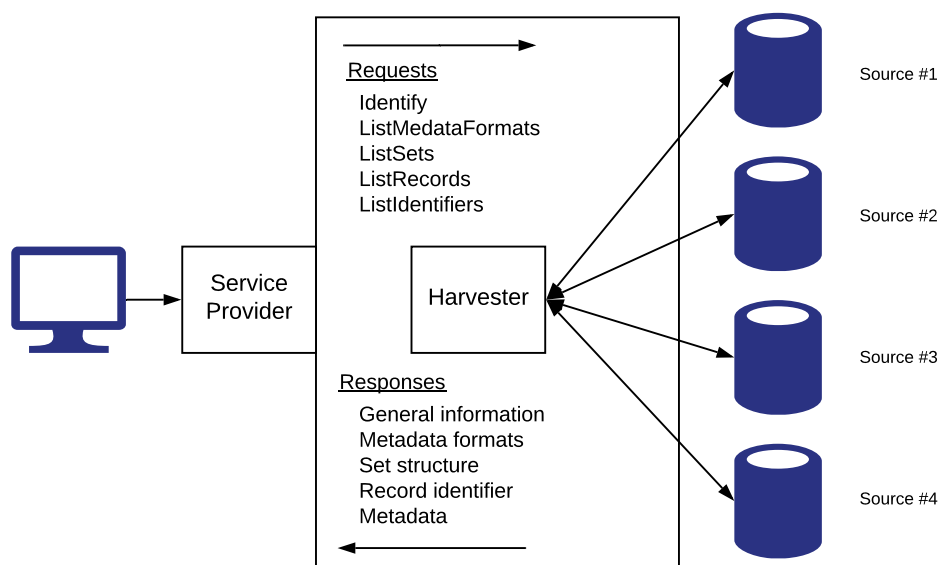 Requests
Identify
ListMedataFormats
ListSets
ListRecords
ListIdentifiers
Service
Provider
Harvester
Responses
General information
Metadata formats
Set structure
Record identifier
Metadata
Source #1
Source #2
Source #3
Source #4